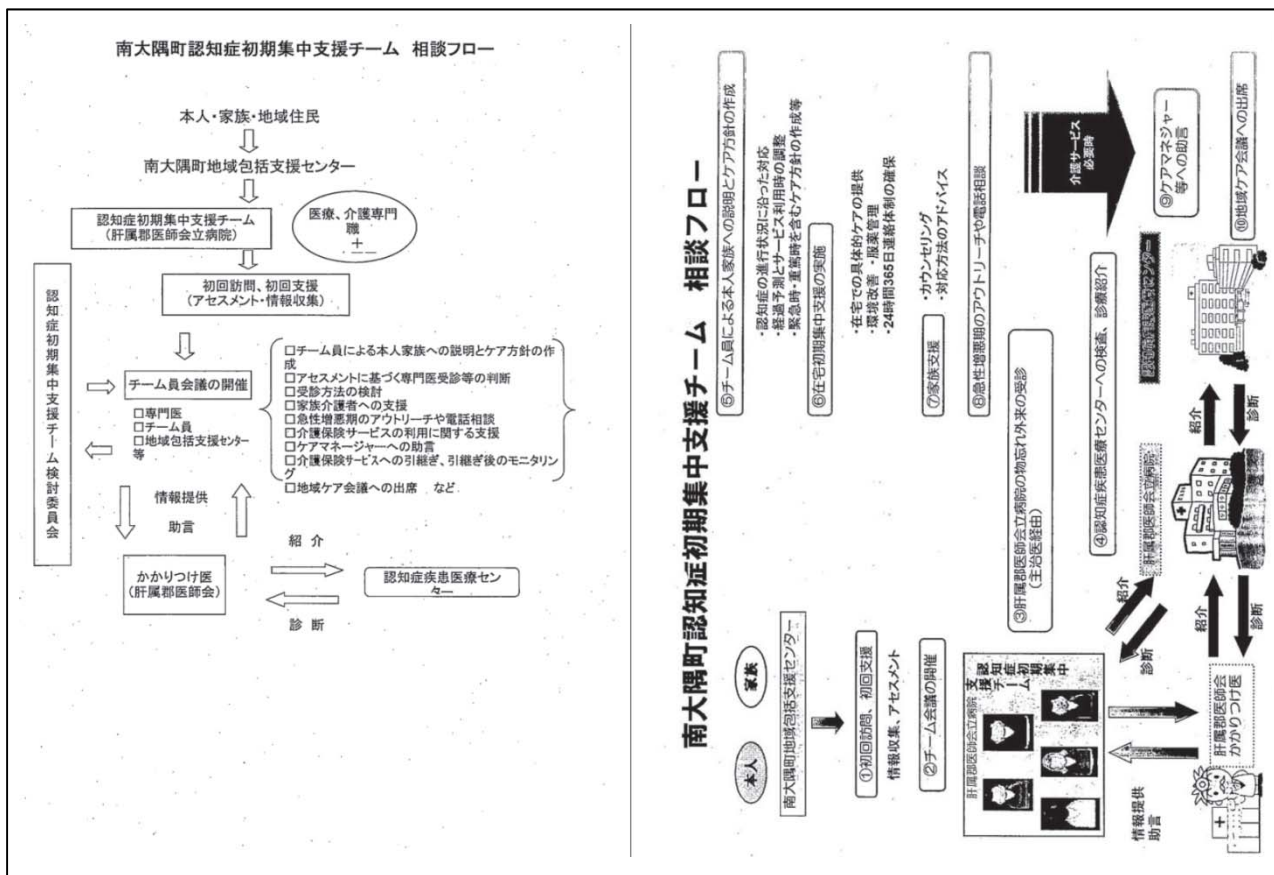 南大隅町認知症初期集中支援チーム 相談フロー
本人・家族・地域住民
南大隅町地域包括支援センター
認知症初期集中支援チーム
(肝属郡医師会立病院)
医療、介護専門
職
+
初回訪問、初回支援
(アセスメント・情報収集)
認知症初期集中支援チーム検討委員会
チーム員会議の開催
□専門医
□チーム員
□地域包括支援センター
等
□チーム員による本人家族への説明とケア方針の作
成
□アセスメントに基づく専門医受診等の判断
□受診方法の検討
□家族介護者への支援
□急性増悪期のアウトリーチや電話相談
□介護保険サービスの利用に関する支援
□ケアマネージャーへの助言
□介護保険サービスへの引継ぎ、引継ぎ後のモニタリン
グ
□地域ケア会議への出席 など
情報提供
助言
紹介
かかりつけ医
(肝属郡医師会)
認知症疾患医療セン
ター
診断
南大隅町認知症初期集中支援チーム 相談フロー
本人
家族
南大隅町地域包括支援センター
①初回訪問、初回支援
情報収集、アセスメント
②チーム会議の開催
肝属郡医師会立病院
認知症初期集中
支援チーム
情報提供
助言
肝属郡医師会
かかりつけ医
③肝属郡医師会立病院の物忘れ外来の受診
(主治医経由)
④認知症疾患医療センターへの検査、診療紹介
紹介
診断
肝属郡医師会立病院
紹介
診断
紹介
診断
⑤チーム員による本人家族への説明とケア方針の作成
・認知症の進行状況に沿った対応
・経過予測とサービス利用時の調整
・緊急時・重篤時を含むケア方針の作成等
⑥在宅初期集中支援の実施
・在宅での具体的ケアの提供
・環境改善 ・服薬管理
・24時間365日連絡体制の確保
⑦家族支援
・カウンセリング
・対応方法のアドバイス
⑧急性増悪期のアウトリーチや電話相談
介護サービス
必要時
⑨ケアマネジャー
等への助言
⑩地域ケア会議への出席